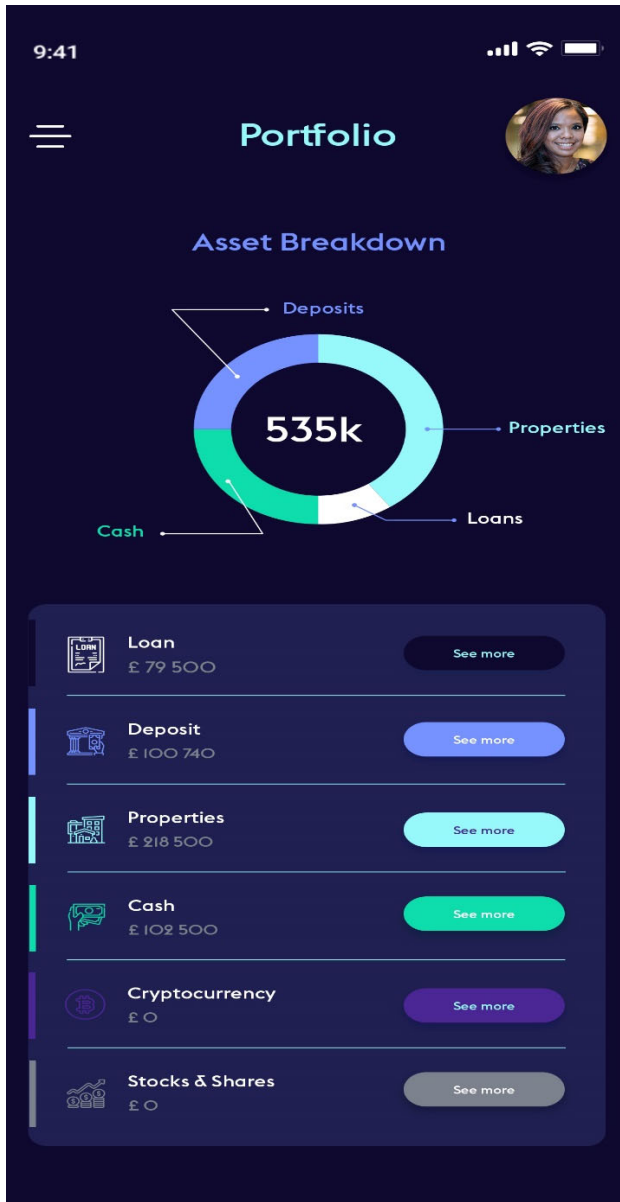 9:41
Portfolio
Asset Breakdown
Deposits
535k
Properties
Loans
Cash
LOAN
Loan
£ 79 500
See more
Deposit
£ 100 740
See more
Properties
£ 218 500
See more
Cash
£ 102 500
See more
Cryptocurrency
£ 0
See more
Stocks & Shares
£ 0
See more